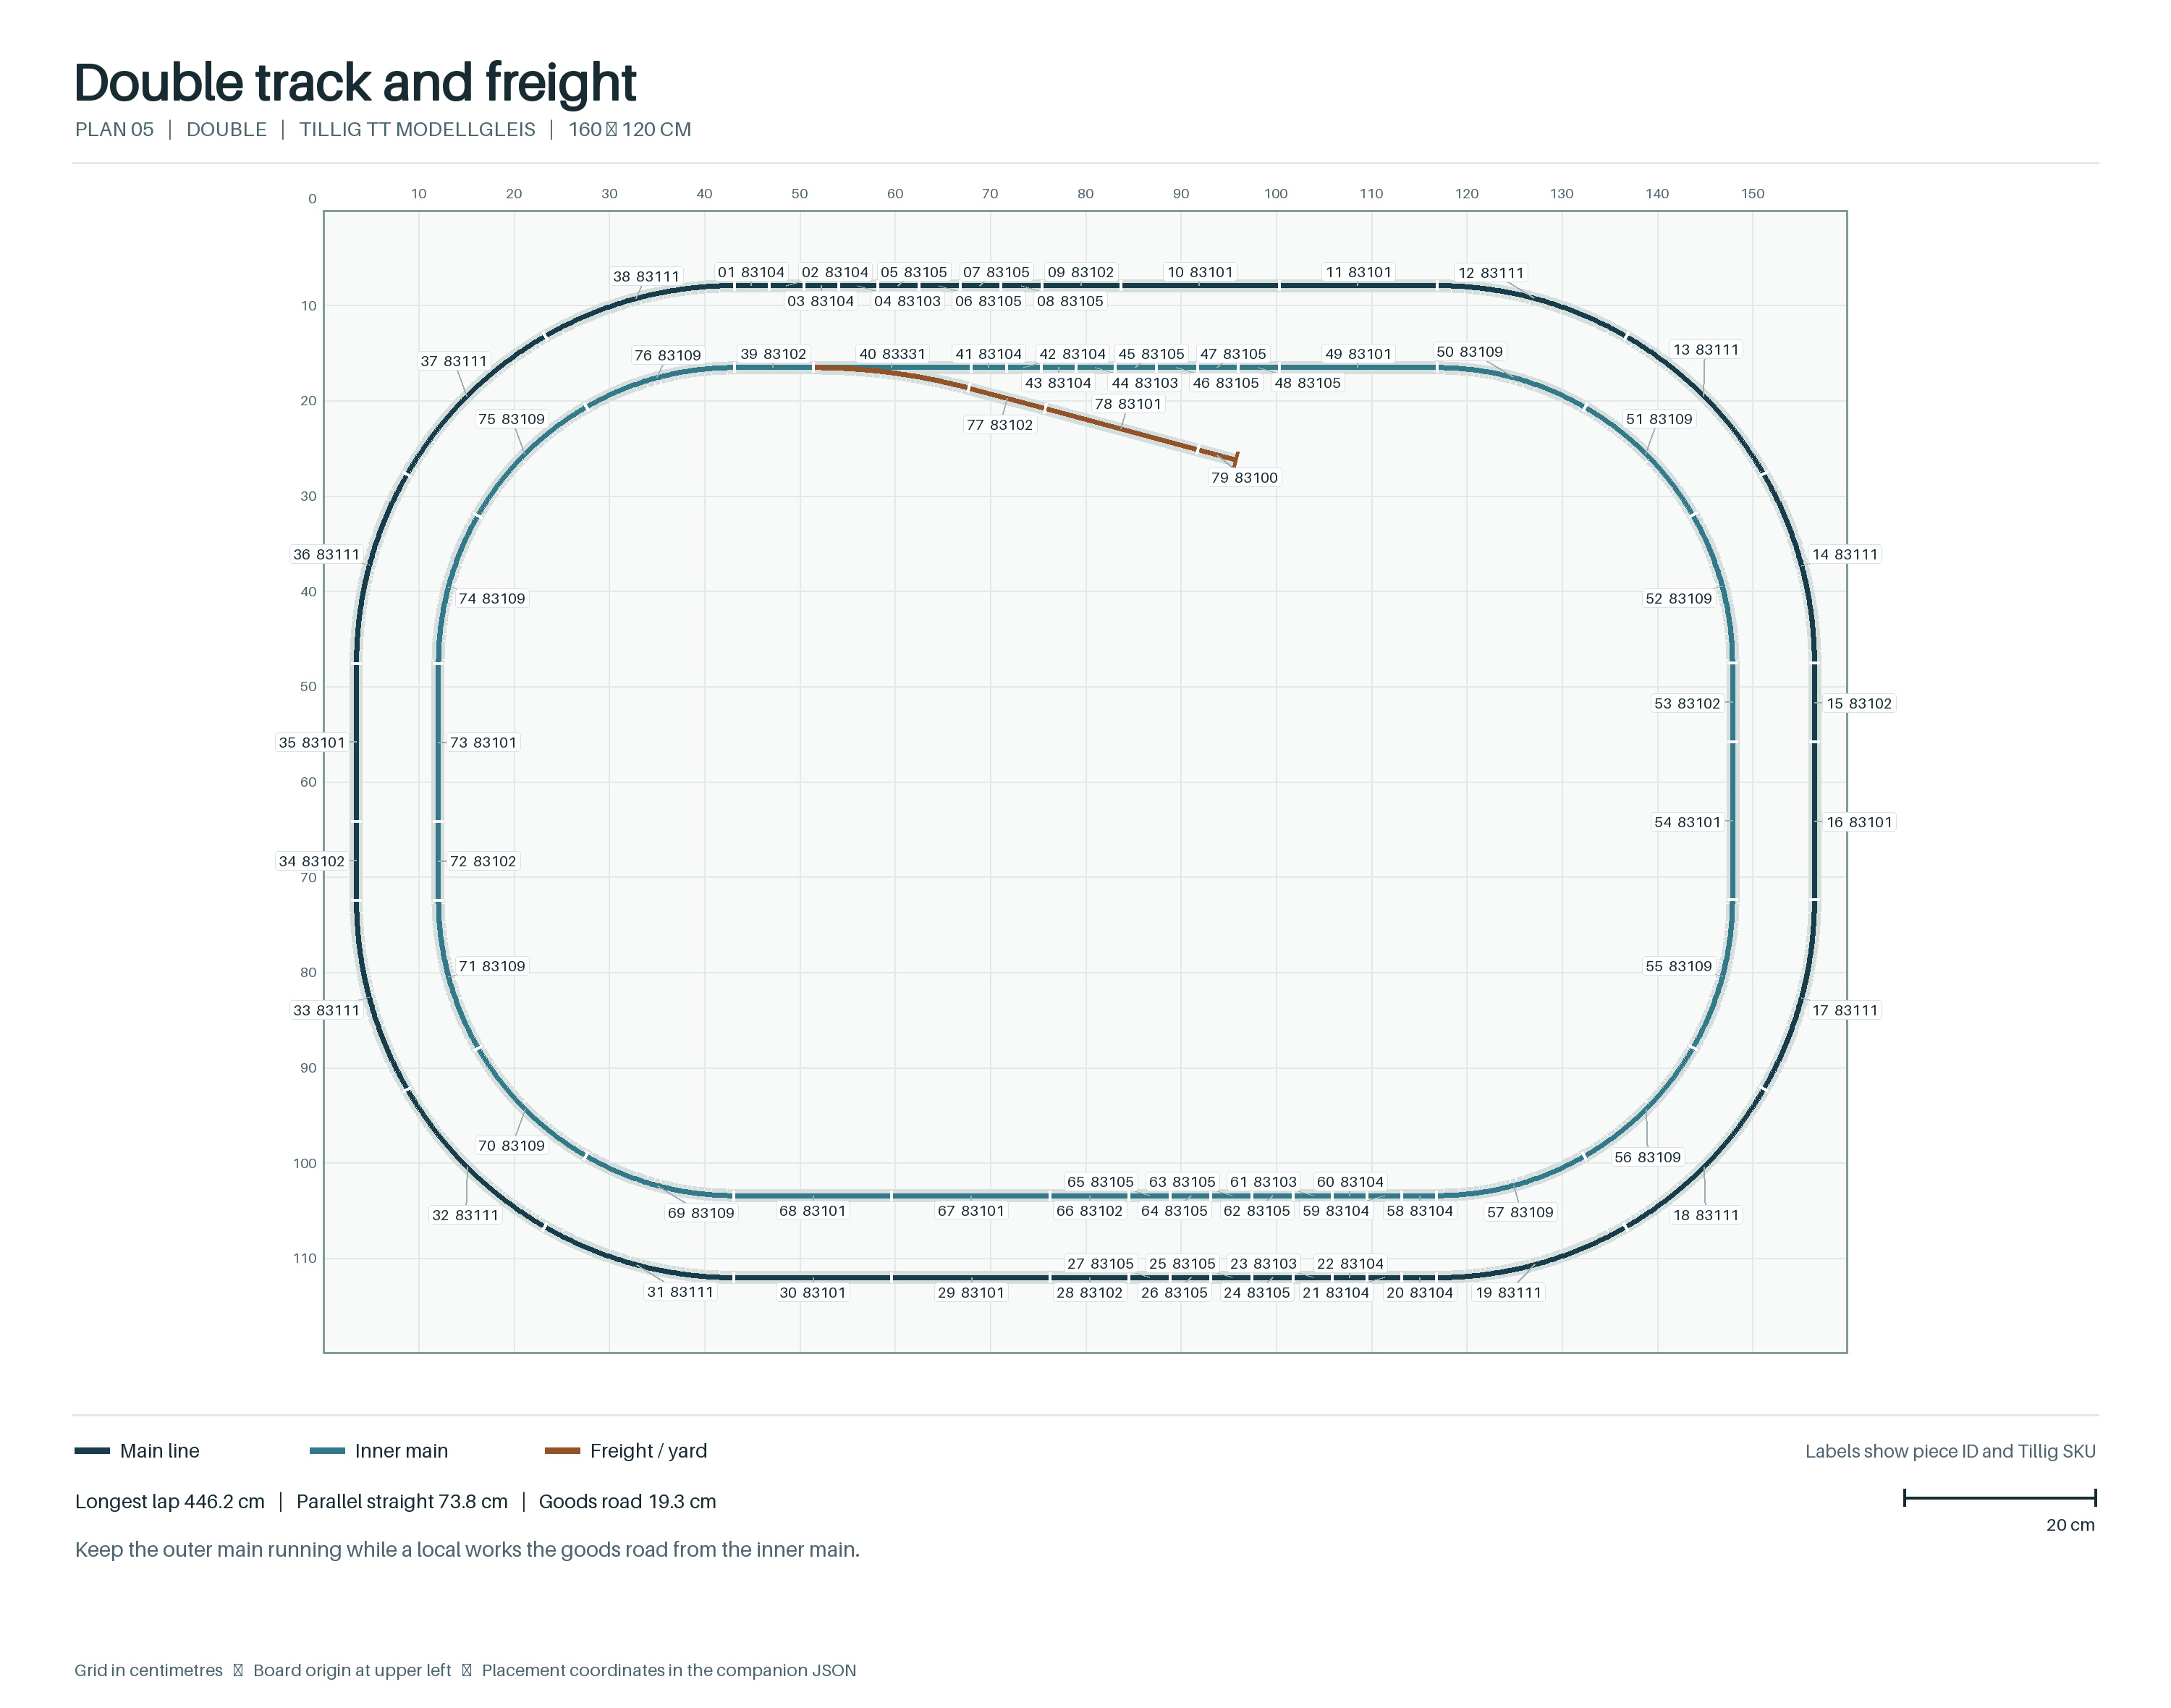 Double track and freight
PLAN 05 | DOUBLE | TILLIG TT MODELLGLEIS | 160 120 CM
0 10 20 30 40 50 60 70 80 90 100 110 120 130 140 150
38 83111 01 83104 02 83104 05 83105 07 83105 09 83102 10 83101 11 83101 12 83111
03 83104 04 83103 06 83105 08 83105
10
13 83111
37 83111 76 83109 39 83102 40 83331 41 83104 42 83104 45 83105 47 83105 49 83101 50 83109
43 83104 44 83103 46 83105 48 83105
20
78 83101
75 83109 77 83102 51 83109
79 83100
30
36 83111 14 83111
40
74 83109 52 83109
50
53 83102 15 83102
35 83101 73 83101
60
54 83101 16 83101
34 83102 72 83102
70
80
71 83109 55 83109
33 83111 17 83111
90
70 83109 56 83109
100
65 83105 63 83105 61 83103 60 83104
69 83109 68 83101 67 83101 66 83102 64 83105 62 83105 59 83104 58 83104 57 83109
32 83111 18 83111
110
27 83105 25 83105 23 83103 22 83104
31 83111 30 83101 29 83101 28 83102 26 83105 24 83105 21 83104 20 83104 19 83111
Main line Inner main Freight / yard Labels show piece ID and Tillig SKU
Longest lap 446.2 cm | Parallel straight 73.8 cm | Goods road 19.3 cm
20 cm
Keep the outer main running while a local works the goods road from the inner main.
Grid in centimetres Board origin at upper left Placement coordinates in the companion JSON